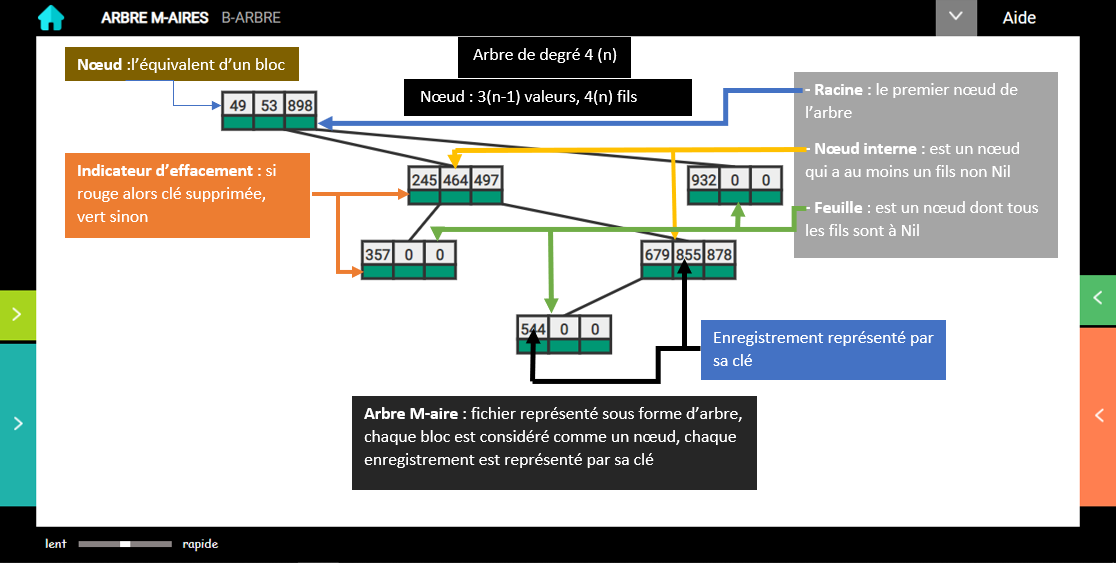 ARBRE M-AIRES B-ARBRE
Aide
Nœud :l’équivalent d’un bloc
Arbre de degré 4 (n)
Nœud : 3(n-1) valeurs, 4(n) fils
- Racine : le premier nœud de
l’arbre
- Nœud interne : est un nœud
qui a au moins un fils non Nil
- Feuille : est un nœud dont tous
les fils sont à Nil
49 53 898
Indicateur d’effacement : si
rouge alors clé supprimée,
vert sinon
245 464 497
932 0 0
357 0 0
679 855 878
544 0 0
Enregistrement représenté par
sa clé
Arbre M-aire : fichier représenté sous forme d’arbre,
chaque bloc est considéré comme un nœud, chaque
enregistrement est représenté par sa clé
lent rapide